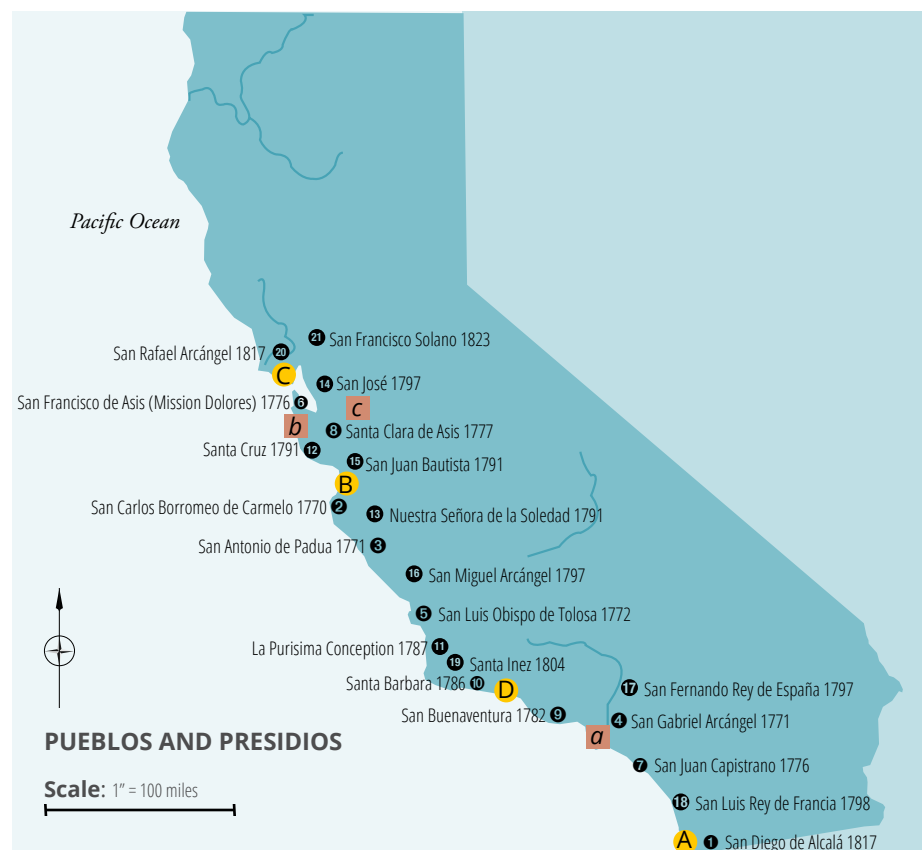 Pacific Ocean
21 San Francisco Solano 1823
San Rafael Arcángel 1817 20
C
14 San José 1797
San Francisco de Asis (Mission Dolores) 1776 6
c
b
8 Santa Clara de Asis 1777
Santa Cruz 1791 12
15 San Juan Bautista 1791
B
San Carlos Borromeo de Carmelo 1770 2
13 Nuestra Señora de la Soledad 1791
San Antonio de Padua 1771 3
16 San Miguel Arcángel 1797
5 San Luis Obispo de Tolosa 1772
La Purisima Conception 1787 11
19 Santa Inez 1804
Santa Barbara 1786 10
D
17 San Fernando Rey de España 1797
San Buenaventura 1782 9
4 San Gabriel Arcángel 1771
a
PUEBLOS AND PRESIDIOS
7 San Juan Capistrano 1776
Scale: 1” = 100 miles
18 San Luis Rey de Francia 1798
A
1 San Diego de Alcalá 1817